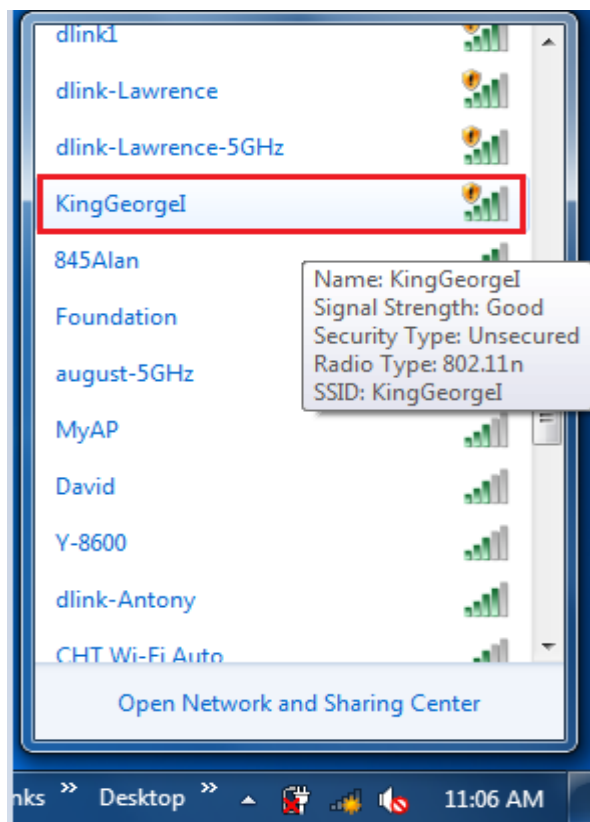 dlink1
dlink-Lawrence
dlink-Lawrence-5GHz
KingGeorgeI
845Alan
Name: KingGeorgeI
Signal Strength: Good
Security Type: Unsecured
Radio Type: 802.11n
SSID: KingGeorgeI
Foundation
august-5GHz
MyAP
David
Y-8600
dlink-Antony
CHT Wi-Fi Auto
Open Network and Sharing Center
nks » Desktop » 11:06 AM